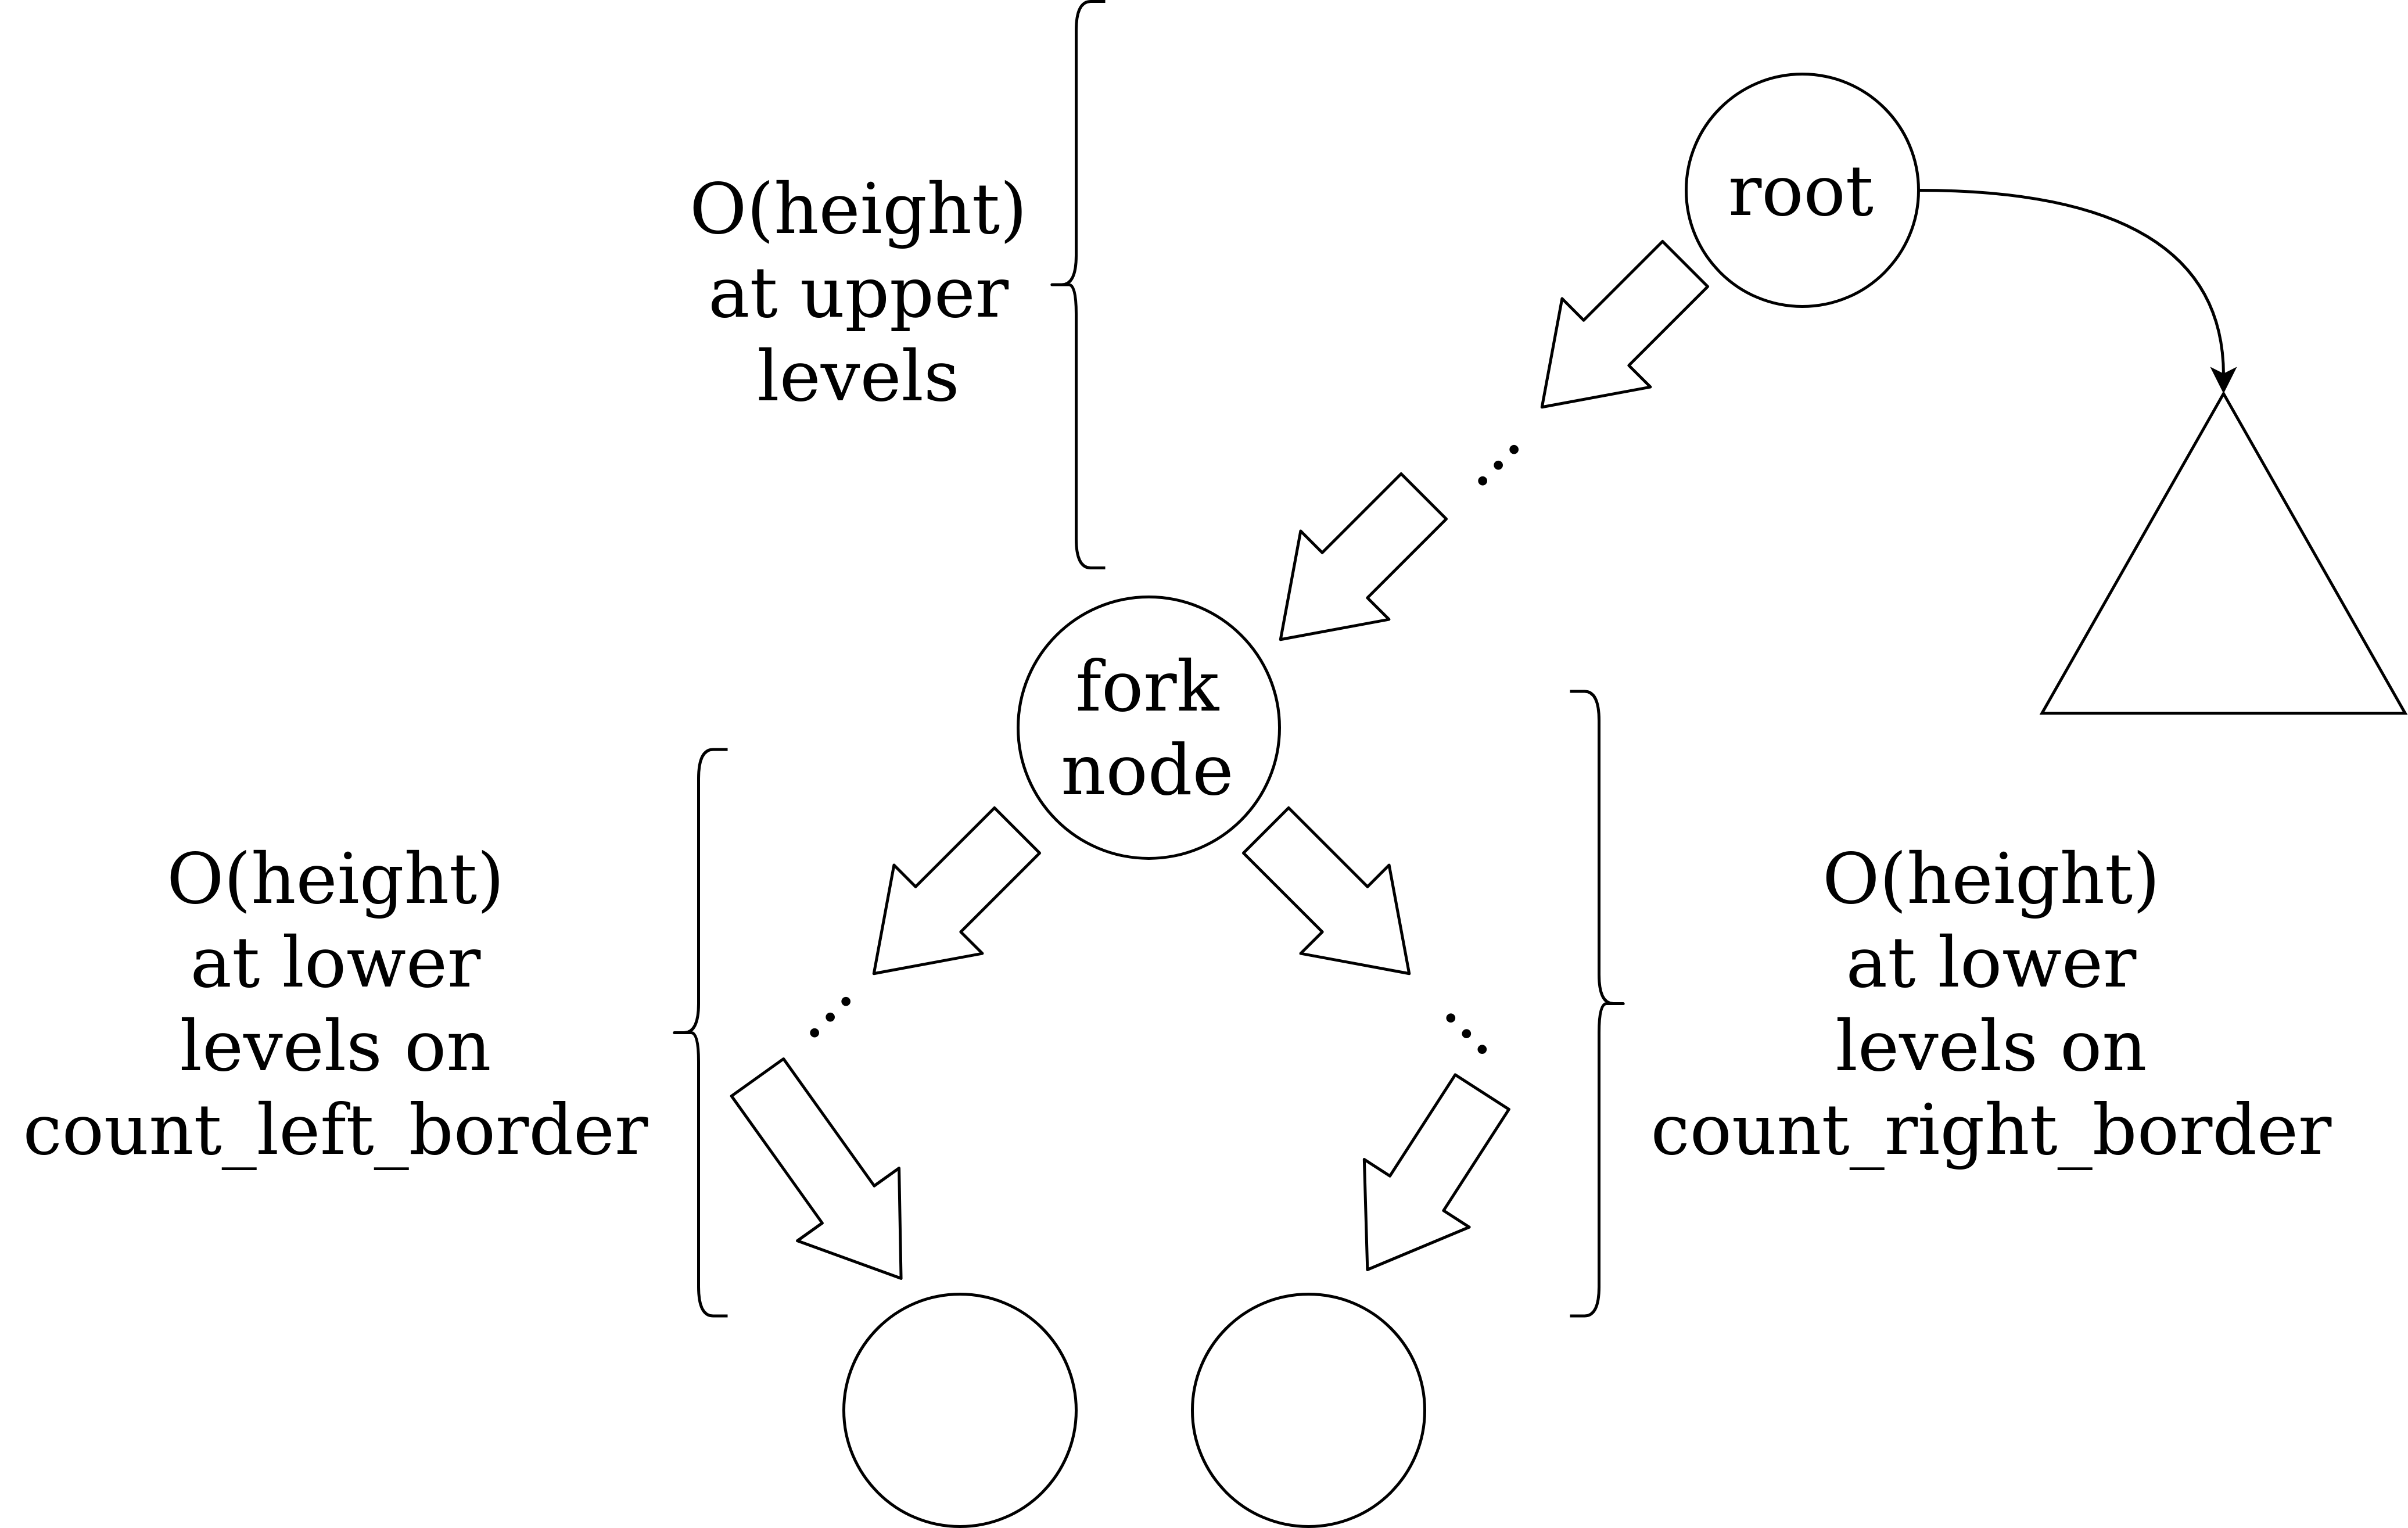 root
O(height)
at upper
levels
fork
node
O(height)
at lower
levels on
count_left_border
O(height)
at lower
levels on
count_right_border